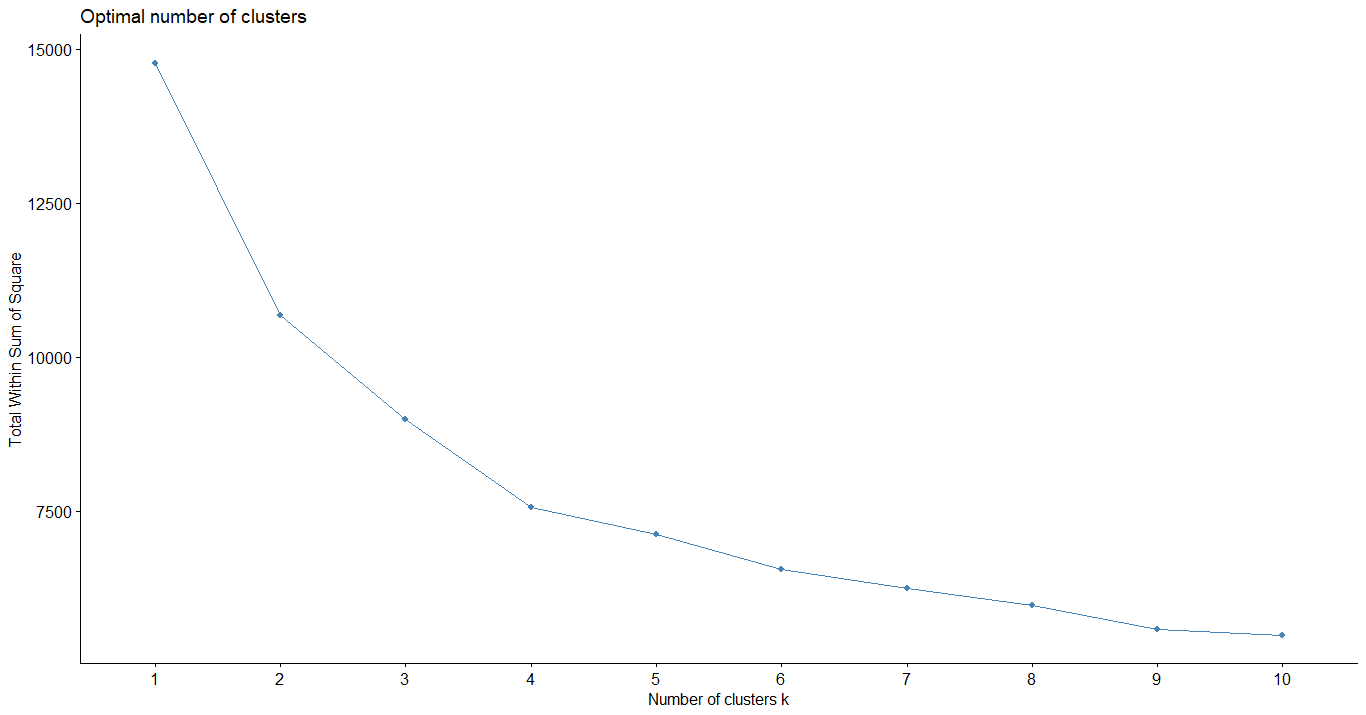 Optimal number of clusters
15000
12500
10000
7500
Total Within Sum of Square
1 2 3 4 5 6 7 8 9 10
Number of clusters k